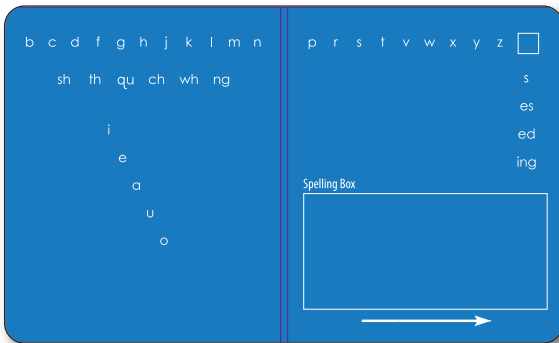 b c d f g h j k l m n
sh th qu ch wh ng
i
e
a
u
o
p r s t v w x y z
s
es
ed
ing
Spelling Box